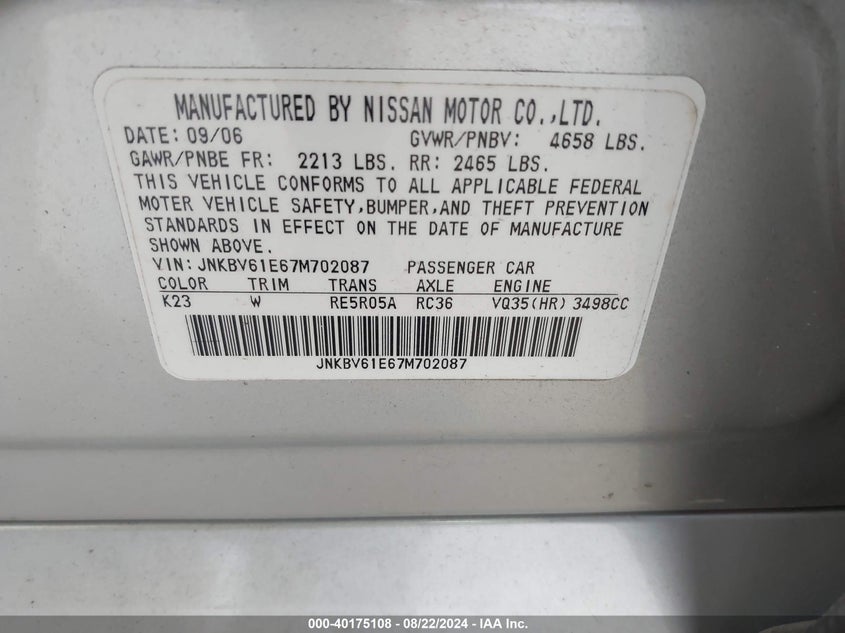 MANUFACTURED BY NISSAN MOTOR CO.,LTD.
DATE: 09/06 GVWR/PNBV: 4658 LBS.
GAWR/PNBE FR: 2213 LBS. RR: 2465 LBS.
THIS VEHICLE CONFORMS TO ALL APPLICABLE FEDERAL
MOTER VEHICLE SAFETY,BUMPER,AND THEFT PREVENTION
STANDARDS IN EFFECT ON THE DATE OF MANUFACTURE
SHOWN ABOVE.
VIN: JNKBV61E67M702087 PASSENGER CAR
COLOR TRIM TRANS AXLE ENGINE
K23 W RE5R05A RC36 VQ35(HR) 3498CC
JNKBV61E67M702087
000-40175108 - 08/22/2024 - IAA Inc.